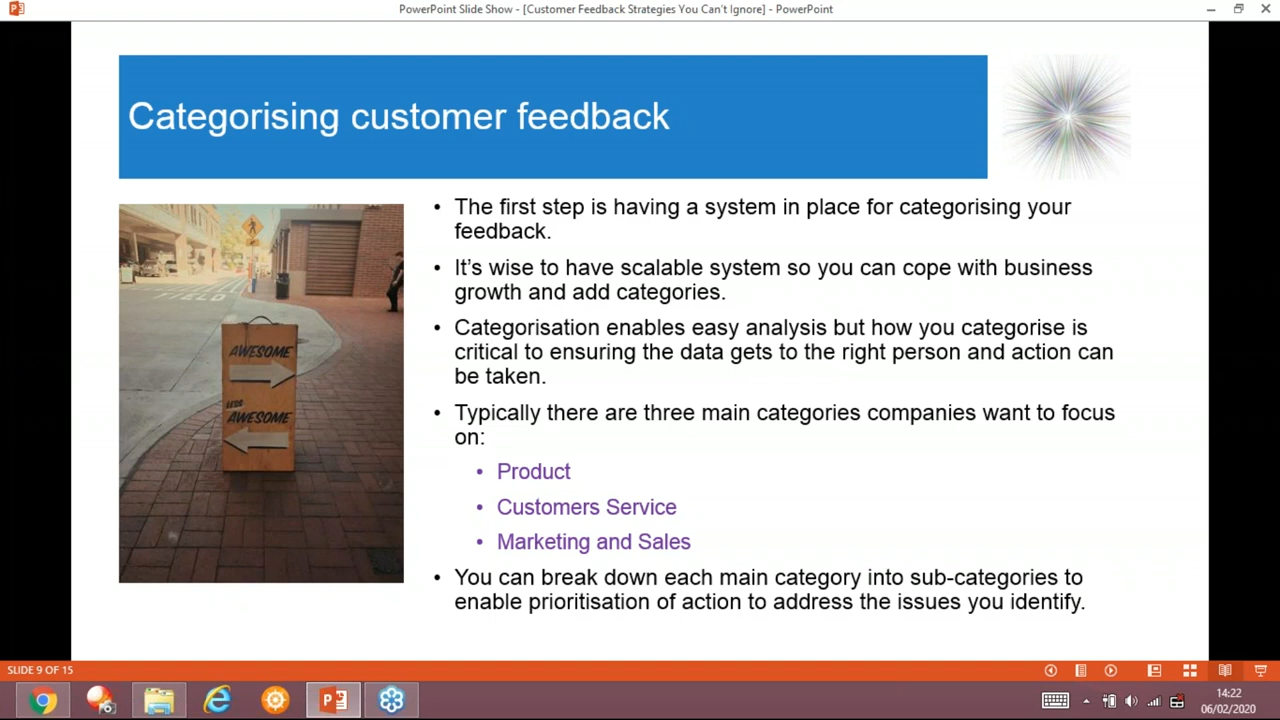 PowerPoint Slide Show - [Customer Feedback Strategies You Can't Ignore] - PowerPoint
Categorising customer feedback
YIELD
AWESOME
LESS
AWESOME
• The first step is having a system in place for categorising your
feedback.
• It's wise to have scalable system so you can cope with business
growth and add categories.
• Categorisation enables easy analysis but how you categorise is
critical to ensuring the data gets to the right person and action can
be taken.
• Typically there are three main categories companies want to focus
on:
• Product
• Customers Service
• Marketing and Sales
• You can break down each main category into sub-categories to
enable prioritisation of action to address the issues you identify.
SLIDE 9 OF 15
14:22
06/02/2020